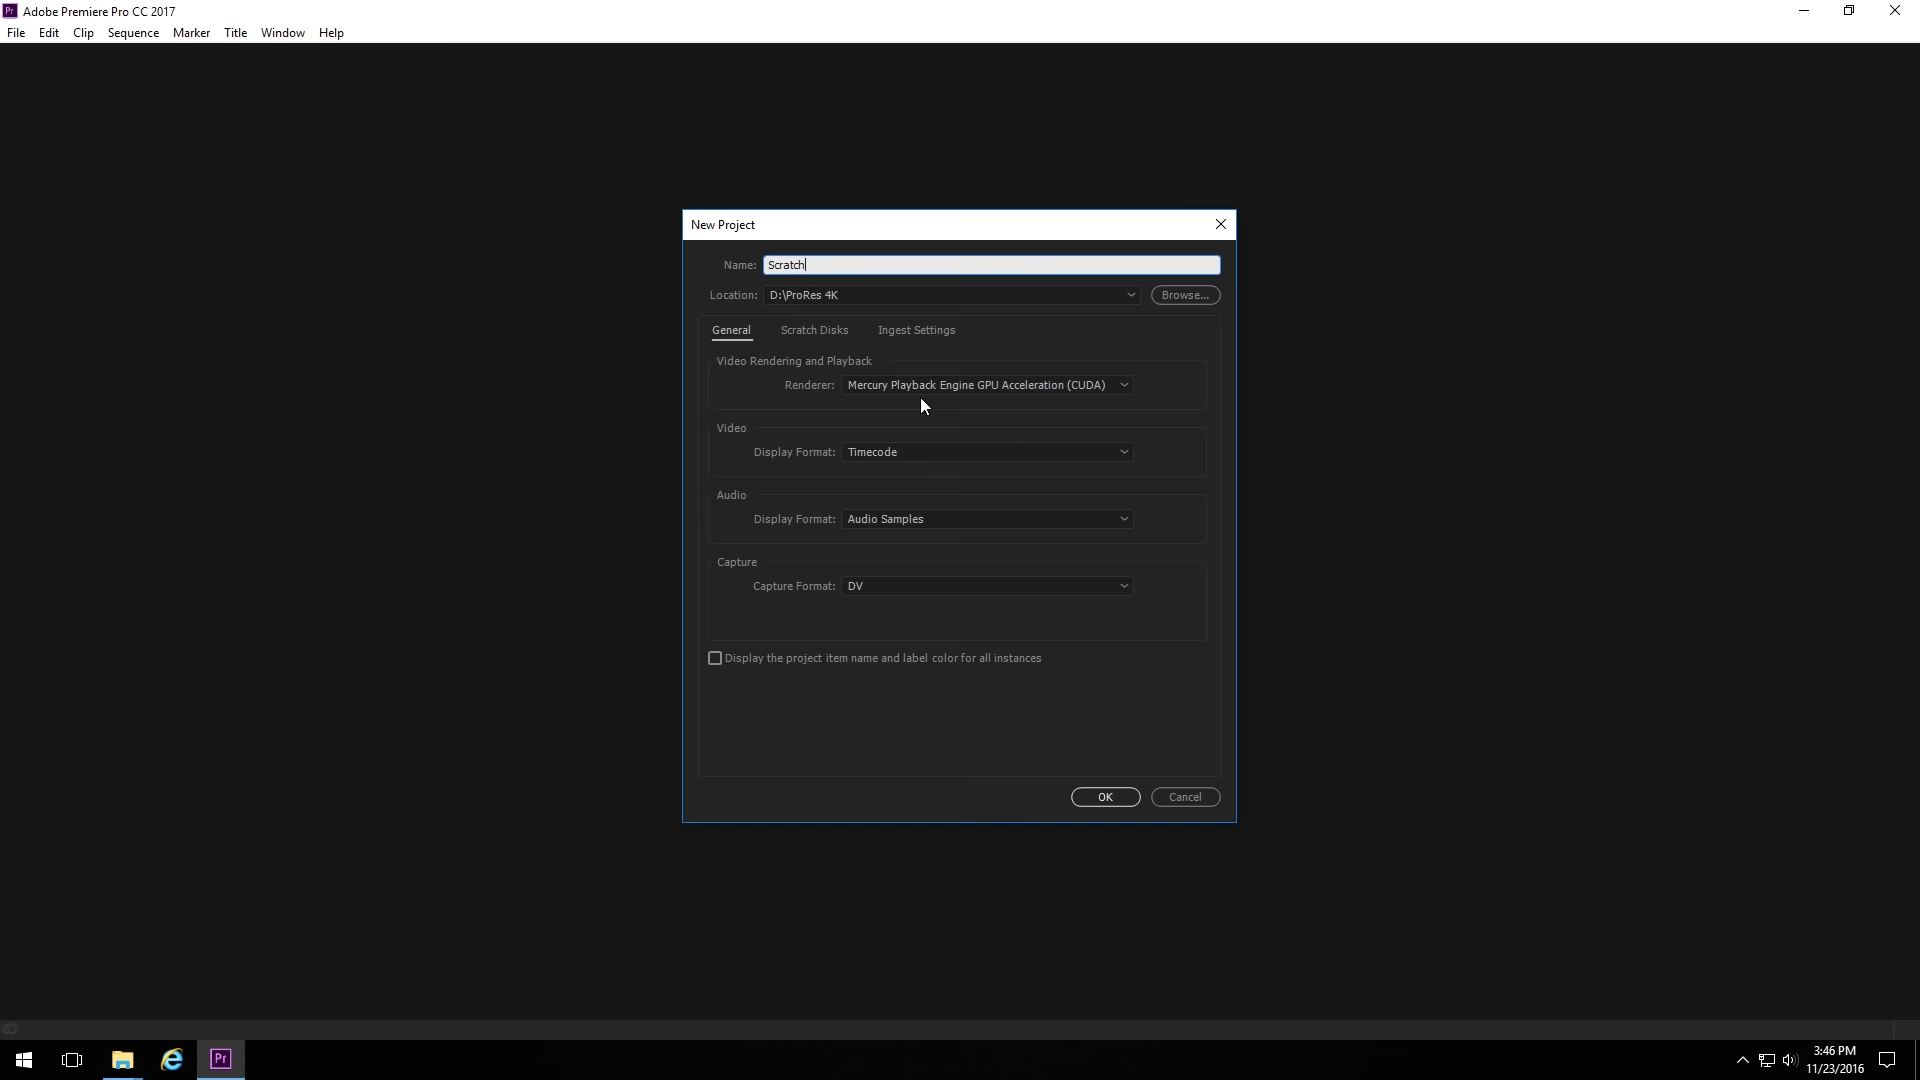 Pr Adobe Premiere Pro CC 2017
File Edit Clip Sequence Marker Title Window Help
New Project
Name: Scratch
Location: D:\ProRes 4K Browse...
General Scratch Disks Ingest Settings
Video Rendering and Playback
Renderer: Mercury Playback Engine GPU Acceleration (CUDA)
Video
Display Format: Timecode
Audio
Display Format: Audio Samples
Capture
Capture Format: DV
Display the project item name and label color for all instances
OK Cancel
Pr
3:46 PM
11/23/2016